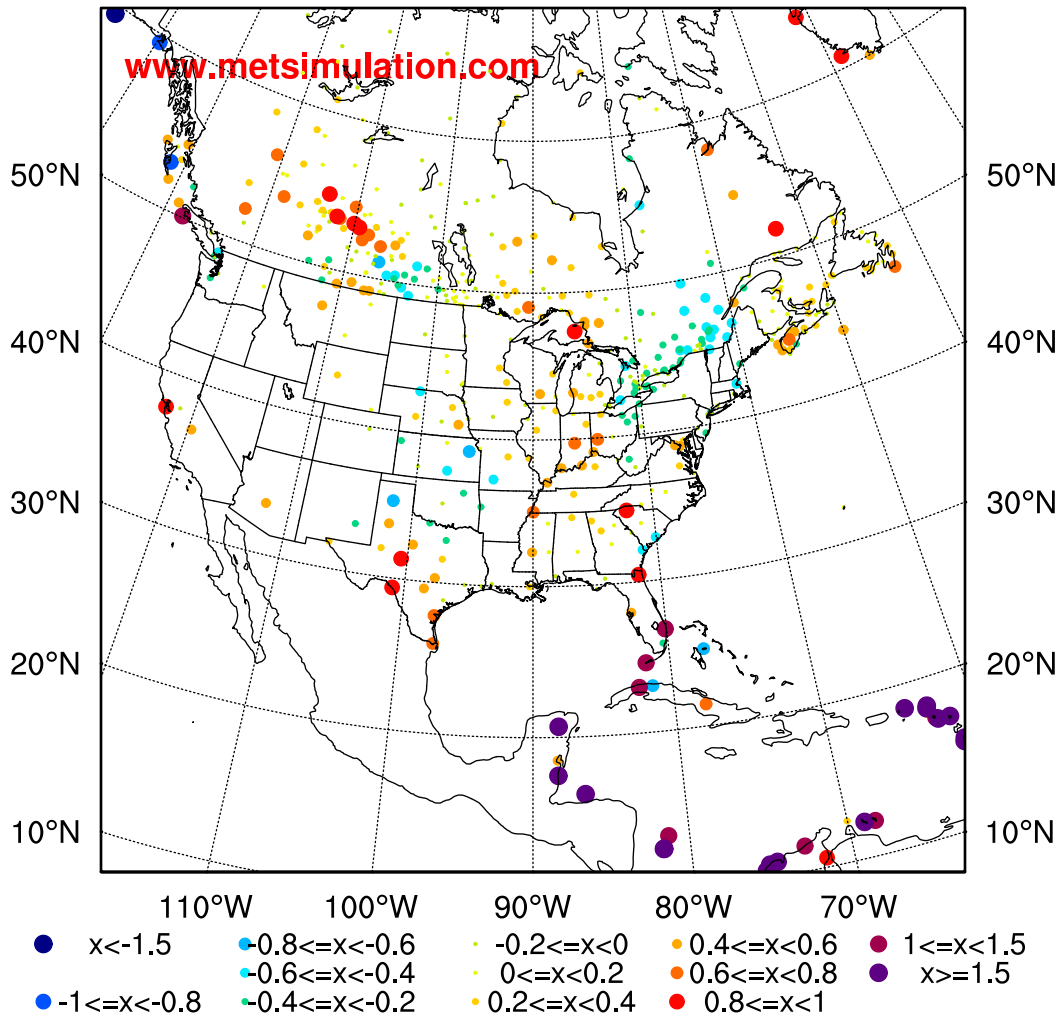 www.metsimulation.com
50°N 50°N
40°N 40°N
30°N 30°N
20°N 20°N
10°N 10°N
110°W 100°W 90°W 80°W 70°W
x<-1.5 -0.8<=x<-0.6 -0.2<=x<0 0.4<=x<0.6 1<=x<1.5
-0.6<=x<-0.4 0<=x<0.2 0.6<=x<0.8 x>=1.5
-1<=x<-0.8 -0.4<=x<-0.2 0.2<=x<0.4 0.8<=x<1